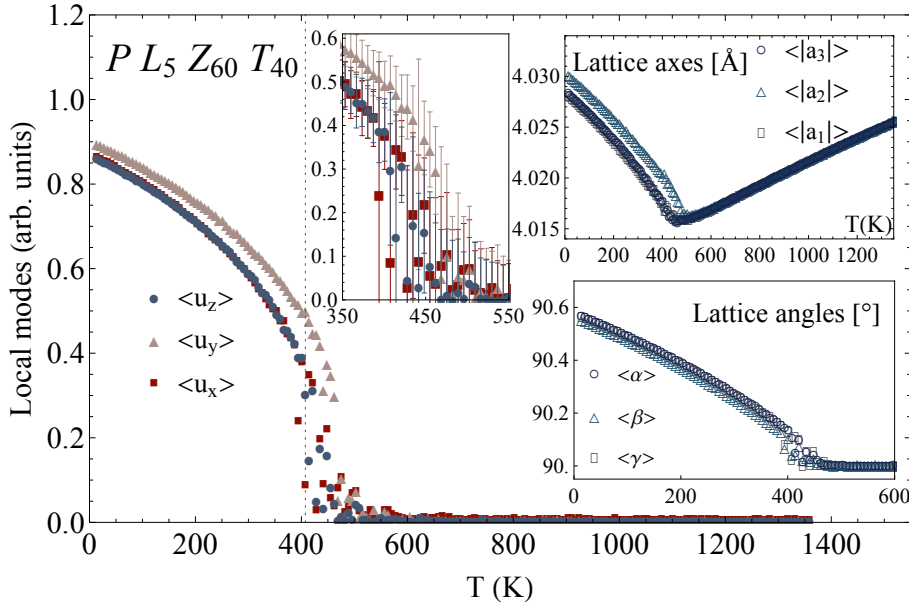 P L₅ Z₆₀ T₄₀
Local modes (arb. units)
1.2
1.0
0.8
0.6
0.4
0.2
0.0
0
200
400
600
800
1000
1200
1400
T (K)
<u_z>
<u_y>
<u_x>
0.6
0.5
0.4
0.3
0.2
0.1
0.0
350
450
550
Lattice axes [Å]
<|a₃|>
<|a₂|>
<|a₁|>
4.030
4.025
4.020
4.015
T(K)
0
200
400
600
800
1000
1200
Lattice angles [°]
<α>
<β>
<γ>
90.6
90.4
90.2
90.
0
200
400
600